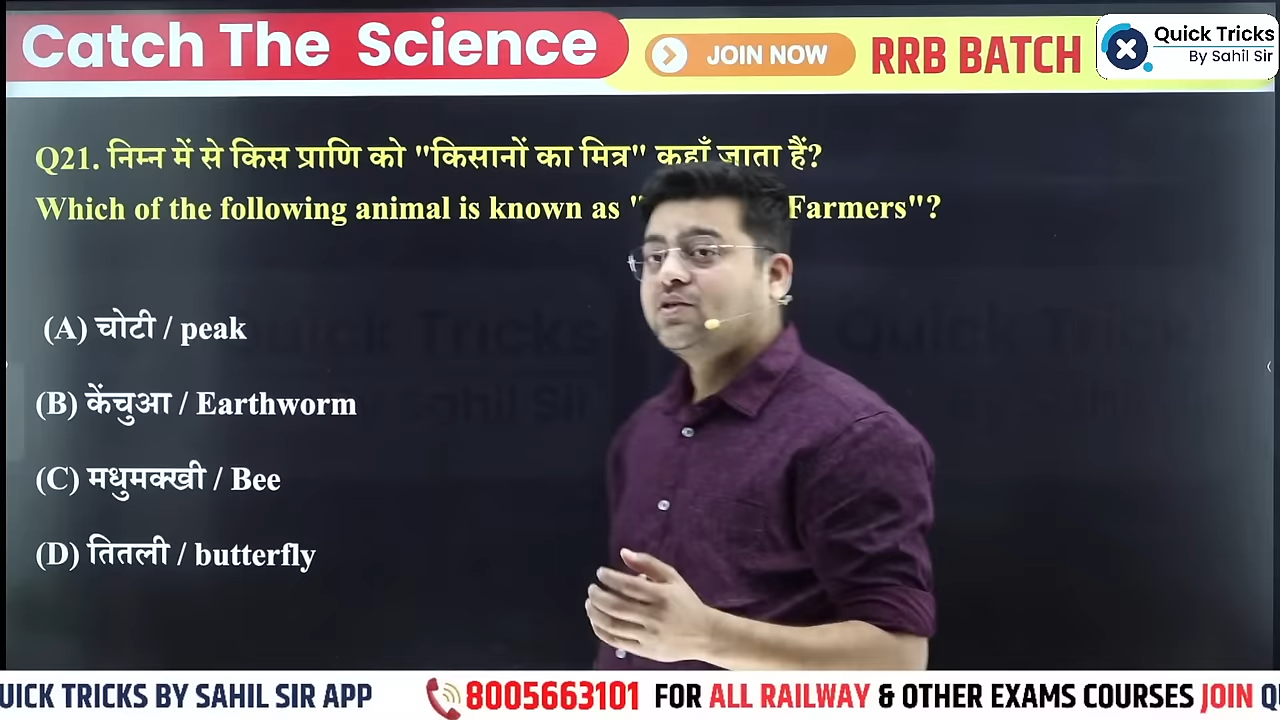 Catch The Science
JOIN NOW
RRB BATCH
Quick Tricks
By Sahil Sir
Q21. निम्न में से किस प्राणि को "किसानों का मित्र" कहाँ जाता हैं?
Which of the following animal is known as " Farmers"?
(A) चोटी / peak
(B) केंचुआ / Earthworm
(C) मधुमक्खी / Bee
(D) तितली / butterfly
UICK TRICKS BY SAHIL SIR APP 8005663101 FOR ALL RAILWAY & OTHER EXAMS COURSES JOIN QU